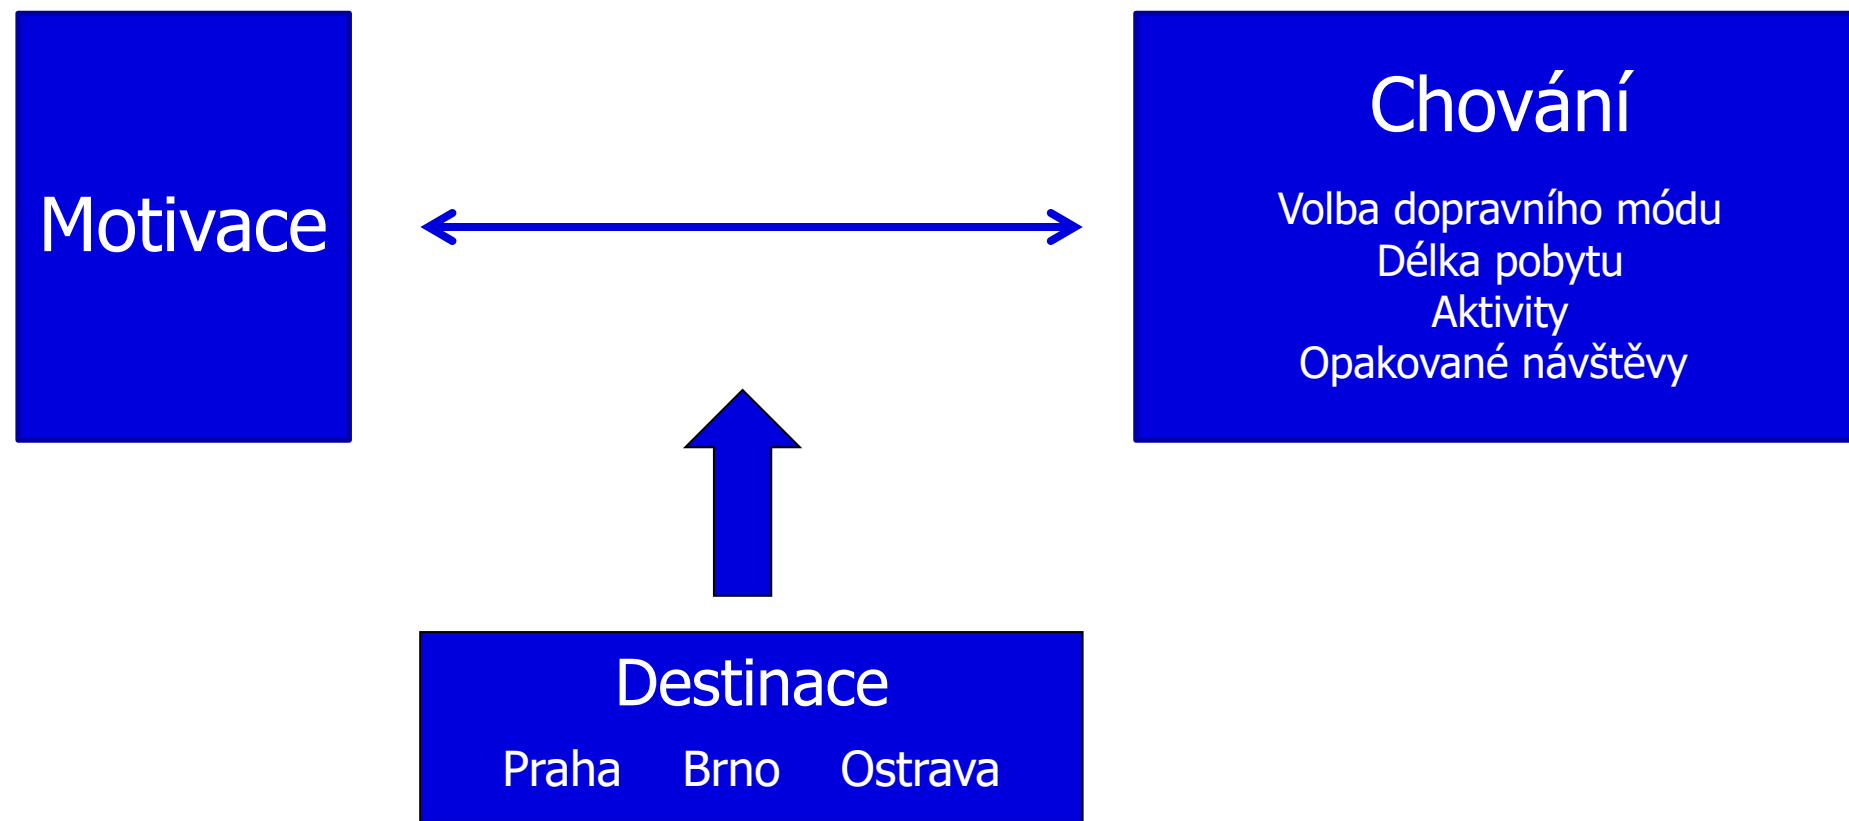 Motivace
Chování
Volba dopravního módu
Délka pobytu
Aktivity
Opakované návštěvy
Destinace
Praha Brno Ostrava